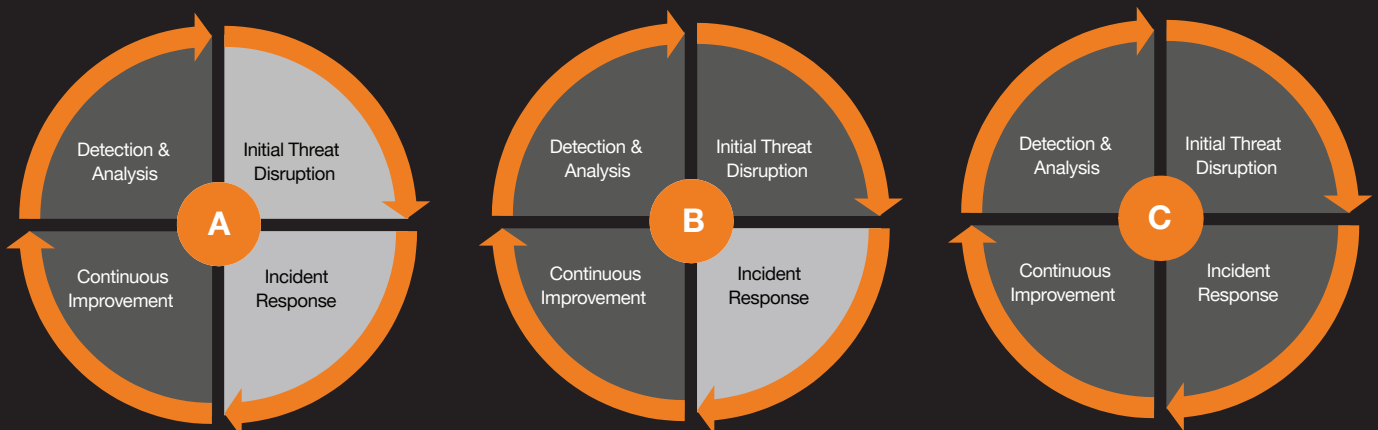 Detection &
Analysis
Initial Threat
Disruption
A
Continuous
Improvement
Incident
Response
Detection &
Analysis
Initial Threat
Disruption
B
Continuous
Improvement
Incident
Response
Detection &
Analysis
Initial Threat
Disruption
C
Continuous
Improvement
Incident
Response